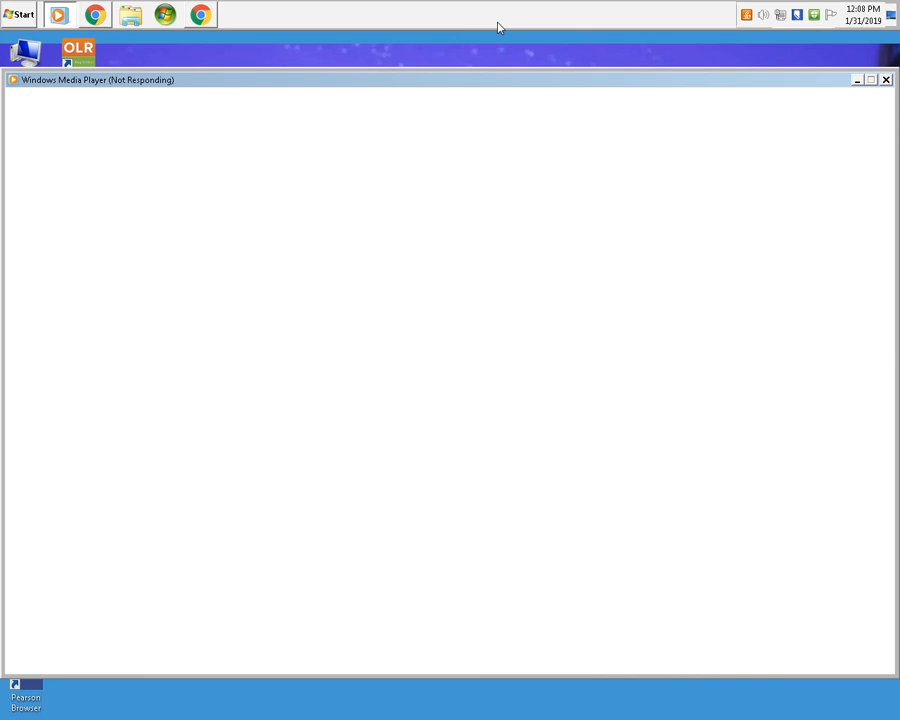 Start
12:08 PM
1/31/2019
OLR
Windows Media Player (Not Responding)
Pearson
Browser